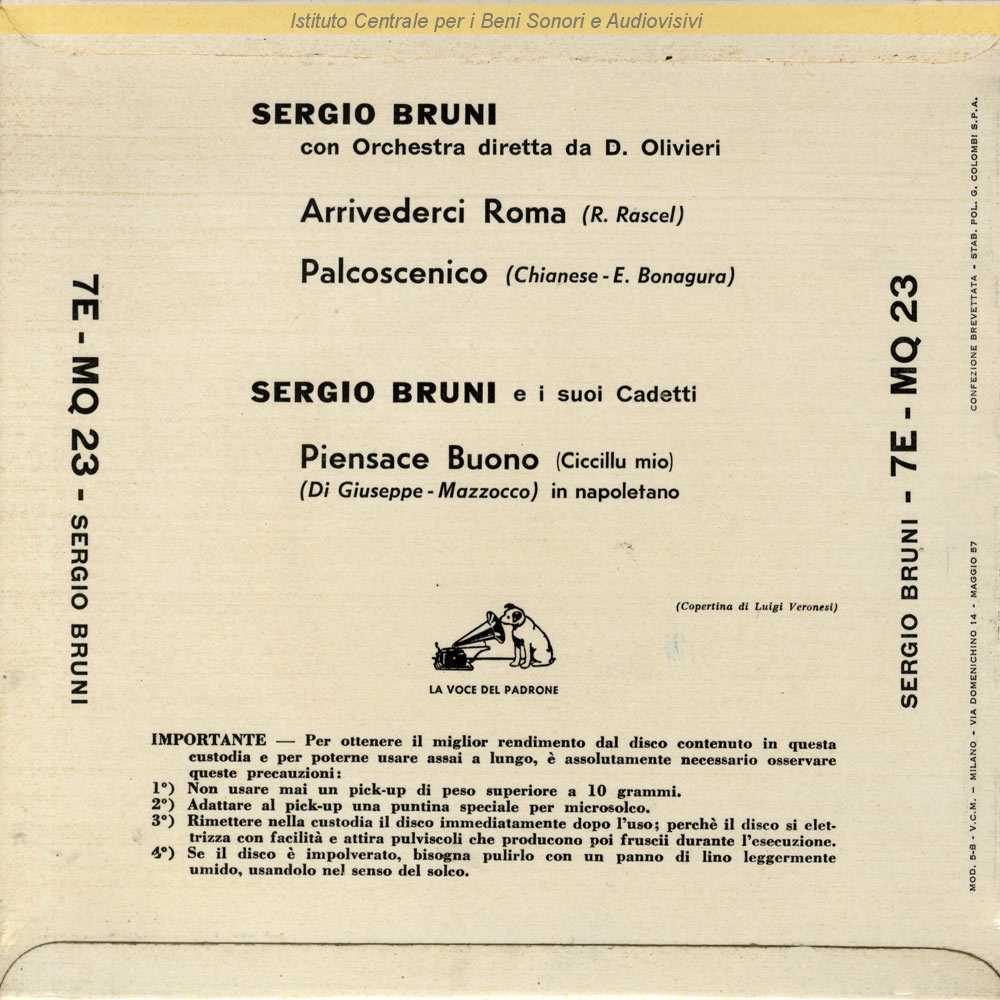 Istituto Centrale per i Beni Sonori e Audiovisivi
SERGIO BRUNI
con Orchestra diretta da D. Olivieri
Arrivederci Roma (R. Rascel)
Palcoscenico (Chianese - E. Bonagura)
SERGIO BRUNI e i suoi Cadetti
Piensace Buono (Ciccillu mio)
(Di Giuseppe - Mazzocco) in napoletano
(Copertina di Luigi Veronesi)
LA VOCE DEL PADRONE
IMPORTANTE — Per ottenere il miglior rendimento dal disco contenuto in questa
custodia e per poterne usare assai a lungo, è assolutamente necessario osservare
queste precauzioni:
1º) Non usare mai un pick-up di peso superiore a 10 grammi.
2º) Adattare al pick-up una puntina speciale per microsolco.
3º) Rimettere nella custodia il disco immediatamente dopo l'uso; perchè il disco si elet-
trizza con facilità e attira pulviscoli che producono poi fruscii durante l'esecuzione.
4º) Se il disco è impolverato, bisogna pulirlo con un panno di lino leggermente
umido, usandolo nel senso del solco.
7E - MQ 23 - SERGIO BRUNI
SERGIO BRUNI - 7E - MQ 23
MOD. 5-B - V.C.M. - MILANO - VIA DOMENICHINO 14 - MAGGIO 57
CONFEZIONE BREVETTATA - STAB. POL. G. COLOMBI S.P.A.